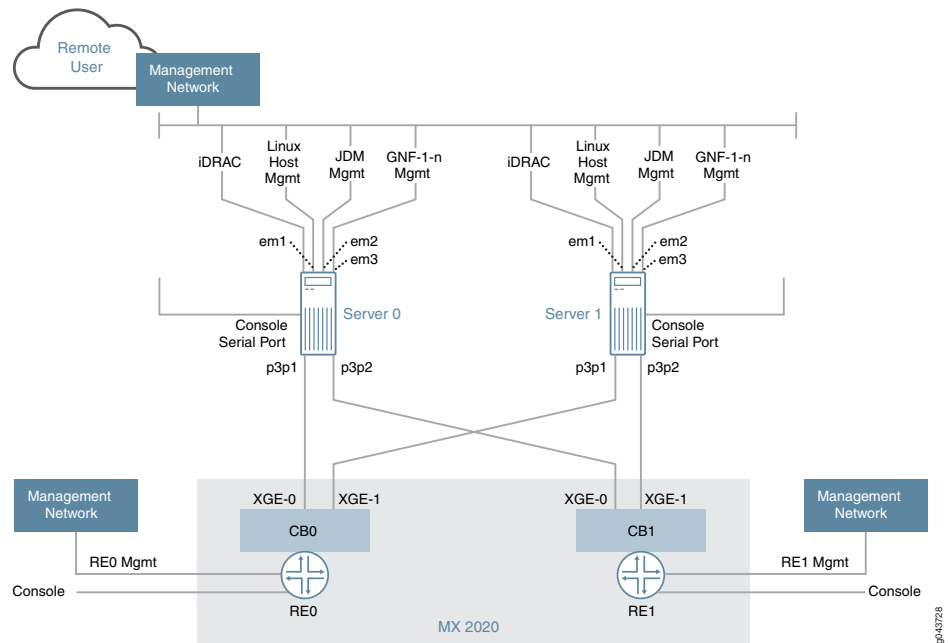 Remote
User
Management
Network
iDRAC
Linux
Host
Mgmt
JDM
Mgmt
GNF-1-n
Mgmt
iDRAC
Linux
Host
Mgmt
JDM
Mgmt
GNF-1-n
Mgmt
em1
em2
em3
em1
em2
em3
Server 0
Console
Serial Port
Server 1
Console
Serial Port
p3p1
p3p2
p3p1
p3p2
Management
Network
XGE-0
XGE-1
XGE-0
XGE-1
Management
Network
CB0
CB1
RE0 Mgmt
RE1 Mgmt
Console
Console
RE0
RE1
MX 2020
g043728